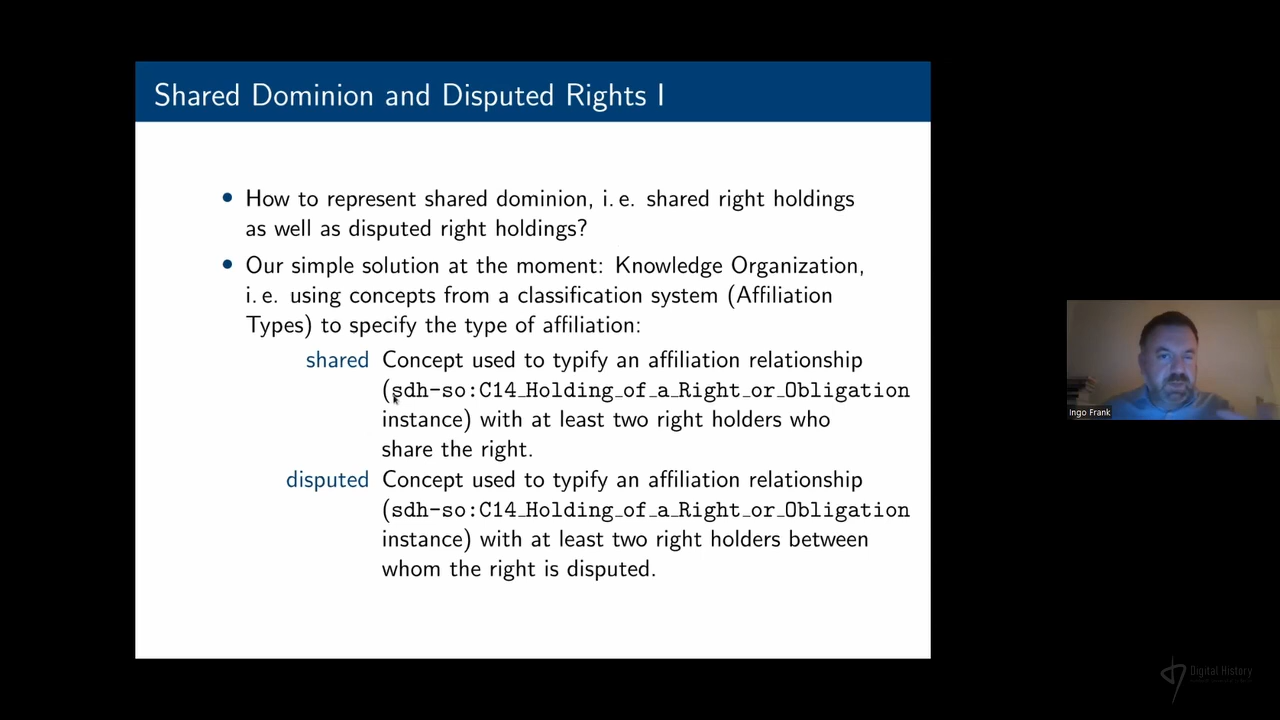 Shared Dominion and Disputed Rights I
• How to represent shared dominion, i. e. shared right holdings
as well as disputed right holdings?
• Our simple solution at the moment: Knowledge Organization,
i. e. using concepts from a classification system (Affiliation
Types) to specify the type of affiliation:
shared Concept used to typify an affiliation relationship
(sdh-so:C14_Holding_of_a_Right_or_Obligation
instance) with at least two right holders who
share the right.
disputed Concept used to typify an affiliation relationship
(sdh-so:C14_Holding_of_a_Right_or_Obligation
instance) with at least two right holders between
whom the right is disputed.
Ingo Frank
Digital History